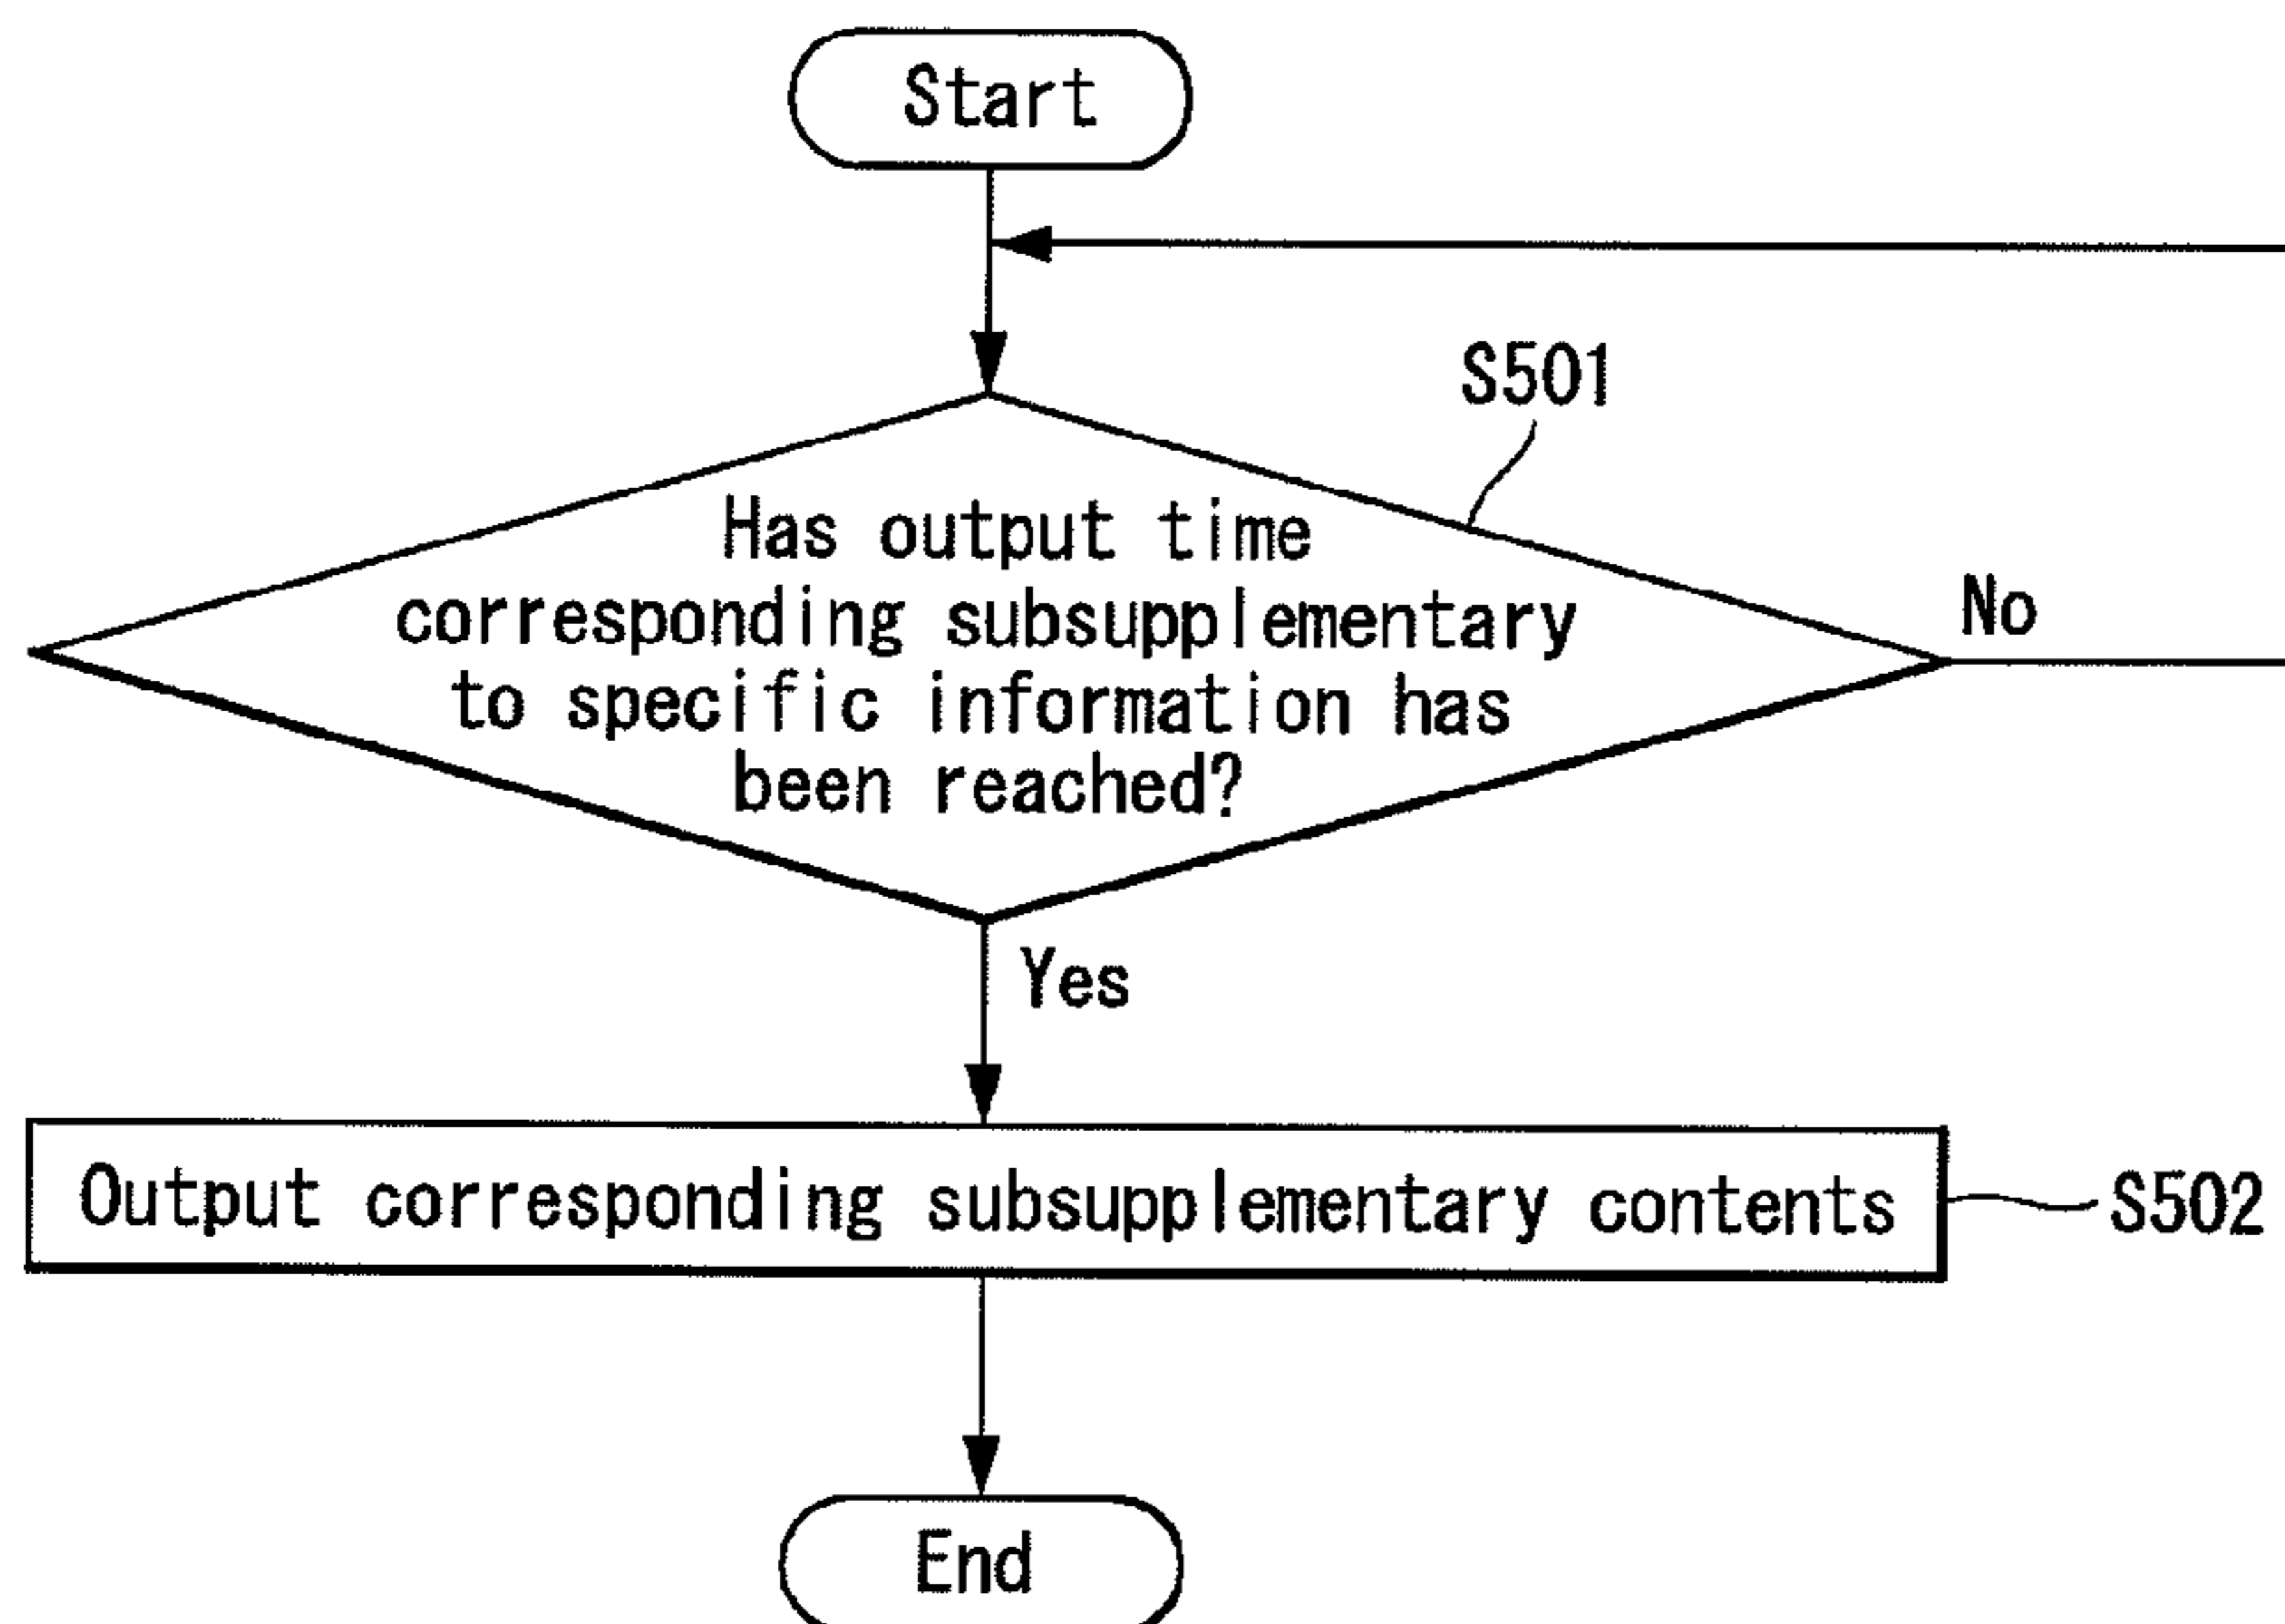 Start
S501
Has output time
corresponding subsupplementary
to specific information has
been reached?
No
Yes
Output corresponding subsupplementary contents
S502
End